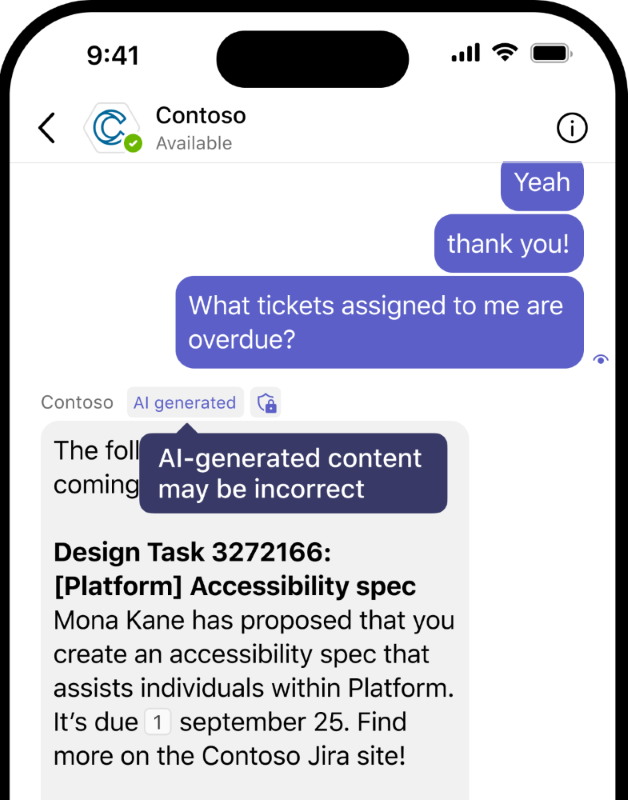 9:41
Contoso
Available
Yeah
thank you!
What tickets assigned to me are
overdue?
Contoso AI generated
AI-generated content
may be incorrect
The
coming
Design Task 3272166:
[Platform] Accessibility spec
Mona Kane has proposed that you
create an accessibility spec that
assists individuals within Platform.
It's due 1 september 25. Find
more on the Contoso Jira site!